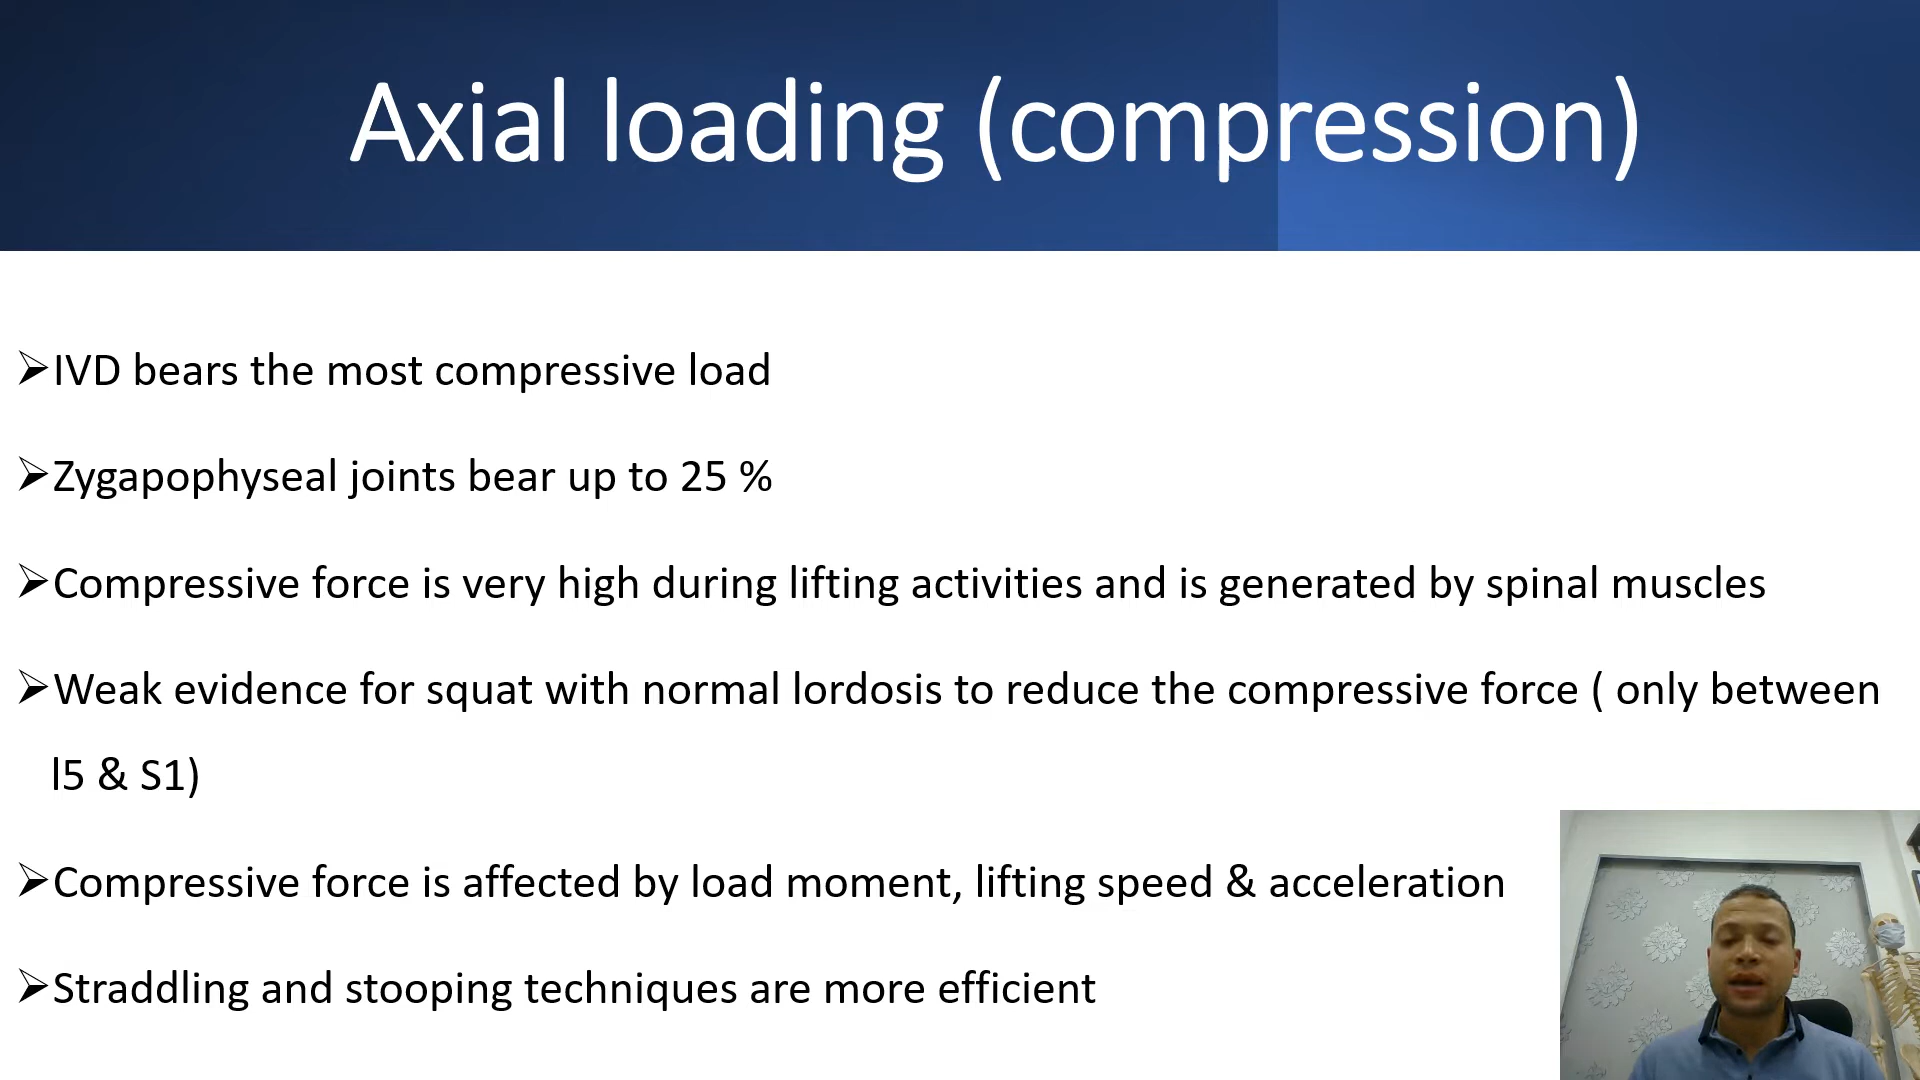 Axial loading (compression)
➢IVD bears the most compressive load
➢Zygapophyseal joints bear up to 25 %
➢Compressive force is very high during lifting activities and is generated by spinal muscles
➢Weak evidence for squat with normal lordosis to reduce the compressive force ( only between
l5 & S1)
➢Compressive force is affected by load moment, lifting speed & acceleration
➢Straddling and stooping techniques are more efficient